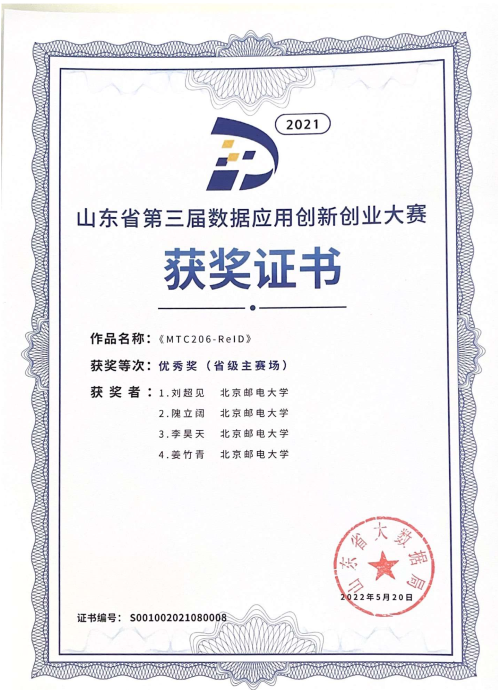 2021
山东省第三届数据应用创新创业大赛
获奖证书
作品名称：《MTC206-ReID》
获奖等次：优秀奖（省级主赛场）
获奖者：1.刘超见 北京邮电大学
2.隗立阔 北京邮电大学
3.李昊天 北京邮电大学
4.姜竹青 北京邮电大学
山东省大数据局
2022年5月20日
证书编号： S001002021080008